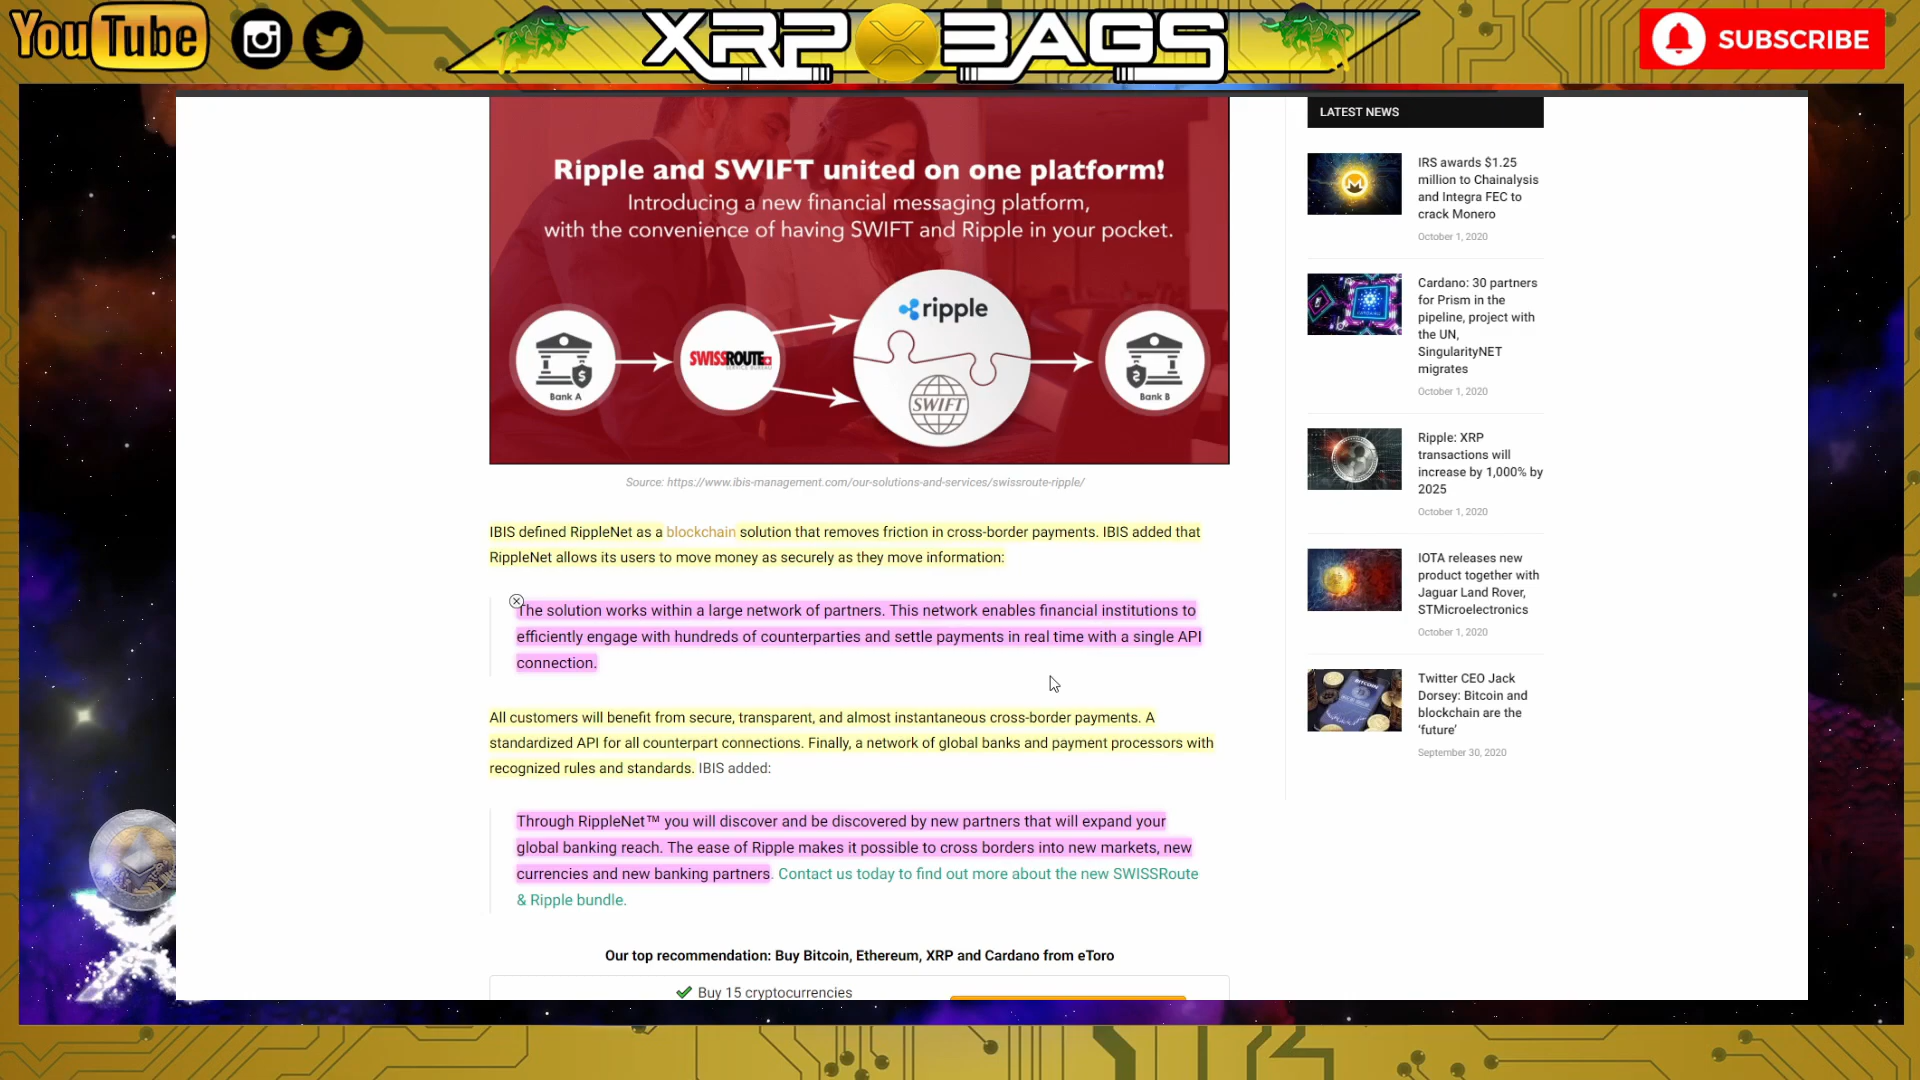 YouTube
XRP BAGS
SUBSCRIBE
Ripple and SWIFT united on one platform!
Introducing a new financial messaging platform,
with the convenience of having SWIFT and Ripple in your pocket.
ripple
SWISSROUTE
SERVICE BUREAU
SWIFT
Bank A
Bank B
Source: https://www.ibis-management.com/our-solutions-and-services/swissroute-ripple/
IBIS defined RippleNet as a blockchain solution that removes friction in cross-border payments. IBIS added that
RippleNet allows its users to move money as securely as they move information:
The solution works within a large network of partners. This network enables financial institutions to
efficiently engage with hundreds of counterparties and settle payments in real time with a single API
connection.
All customers will benefit from secure, transparent, and almost instantaneous cross-border payments. A
standardized API for all counterpart connections. Finally, a network of global banks and payment processors with
recognized rules and standards. IBIS added:
Through RippleNet™ you will discover and be discovered by new partners that will expand your
global banking reach. The ease of Ripple makes it possible to cross borders into new markets, new
currencies and new banking partners. Contact us today to find out more about the new SWISSRoute
& Ripple bundle.
Our top recommendation: Buy Bitcoin, Ethereum, XRP and Cardano from eToro
Buy 15 cryptocurrencies
LATEST NEWS
IRS awards $1.25
million to Chainalysis
and Integra FEC to
crack Monero
October 1, 2020
Cardano: 30 partners
for Prism in the
pipeline, project with
the UN,
SingularityNET
migrates
October 1, 2020
Ripple: XRP
transactions will
increase by 1,000% by
2025
October 1, 2020
IOTA releases new
product together with
Jaguar Land Rover,
STMicroelectronics
October 1, 2020
Twitter CEO Jack
Dorsey: Bitcoin and
blockchain are the
‘future’
September 30, 2020